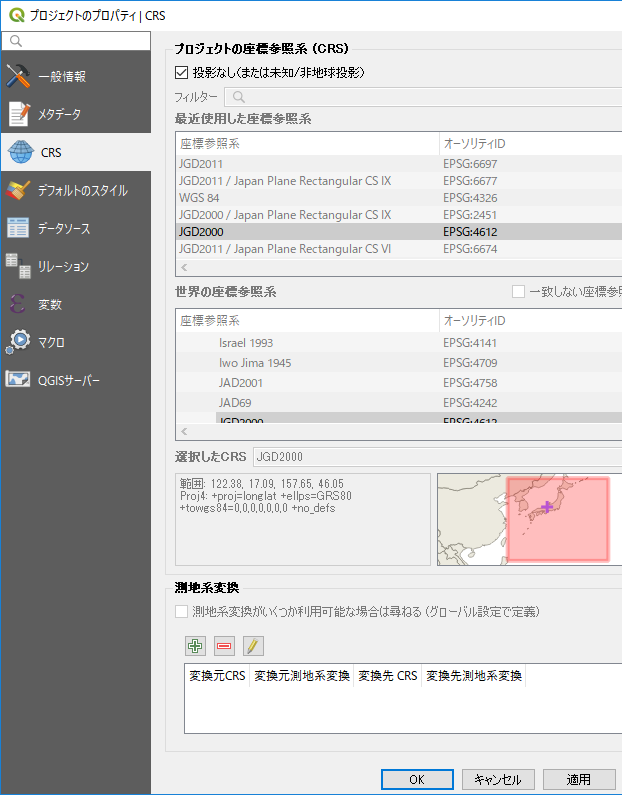 プロジェクトのプロパティ | CRS
一般情報
メタデータ
CRS
デフォルトのスタイル
データソース
リレーション
変数
マクロ
QGISサーバー
プロジェクトの座標参照系 (CRS)
投影なし(または未知/非地球投影)
フィルター
最近使用した座標参照系
座標参照系 オーソリティID
JGD2011 EPSG:6697
JGD2011 / Japan Plane Rectangular CS IX EPSG:6677
WGS 84 EPSG:4326
JGD2000 / Japan Plane Rectangular CS IX EPSG:2451
JGD2000 EPSG:4612
JGD2011 / Japan Plane Rectangular CS VI EPSG:6674
世界の座標参照系 一致しない座標参照
座標参照系 オーソリティID
Israel 1993 EPSG:4141
Iwo Jima 1945 EPSG:4709
JAD2001 EPSG:4758
JAD69 EPSG:4242
JGD2000 EPSG:4612
選択したCRS JGD2000
範囲: 122.38, 17.09, 157.65, 46.05
Proj4: +proj=longlat +ellps=GRS80
+towgs84=0,0,0,0,0,0,0 +no_defs
測地系変換
測地系変換がいくつか利用可能な場合は尋ねる (グローバル設定で定義)
変換元CRS 変換元測地系変換 変換先 CRS 変換先測地系変換
OK キャンセル 適用